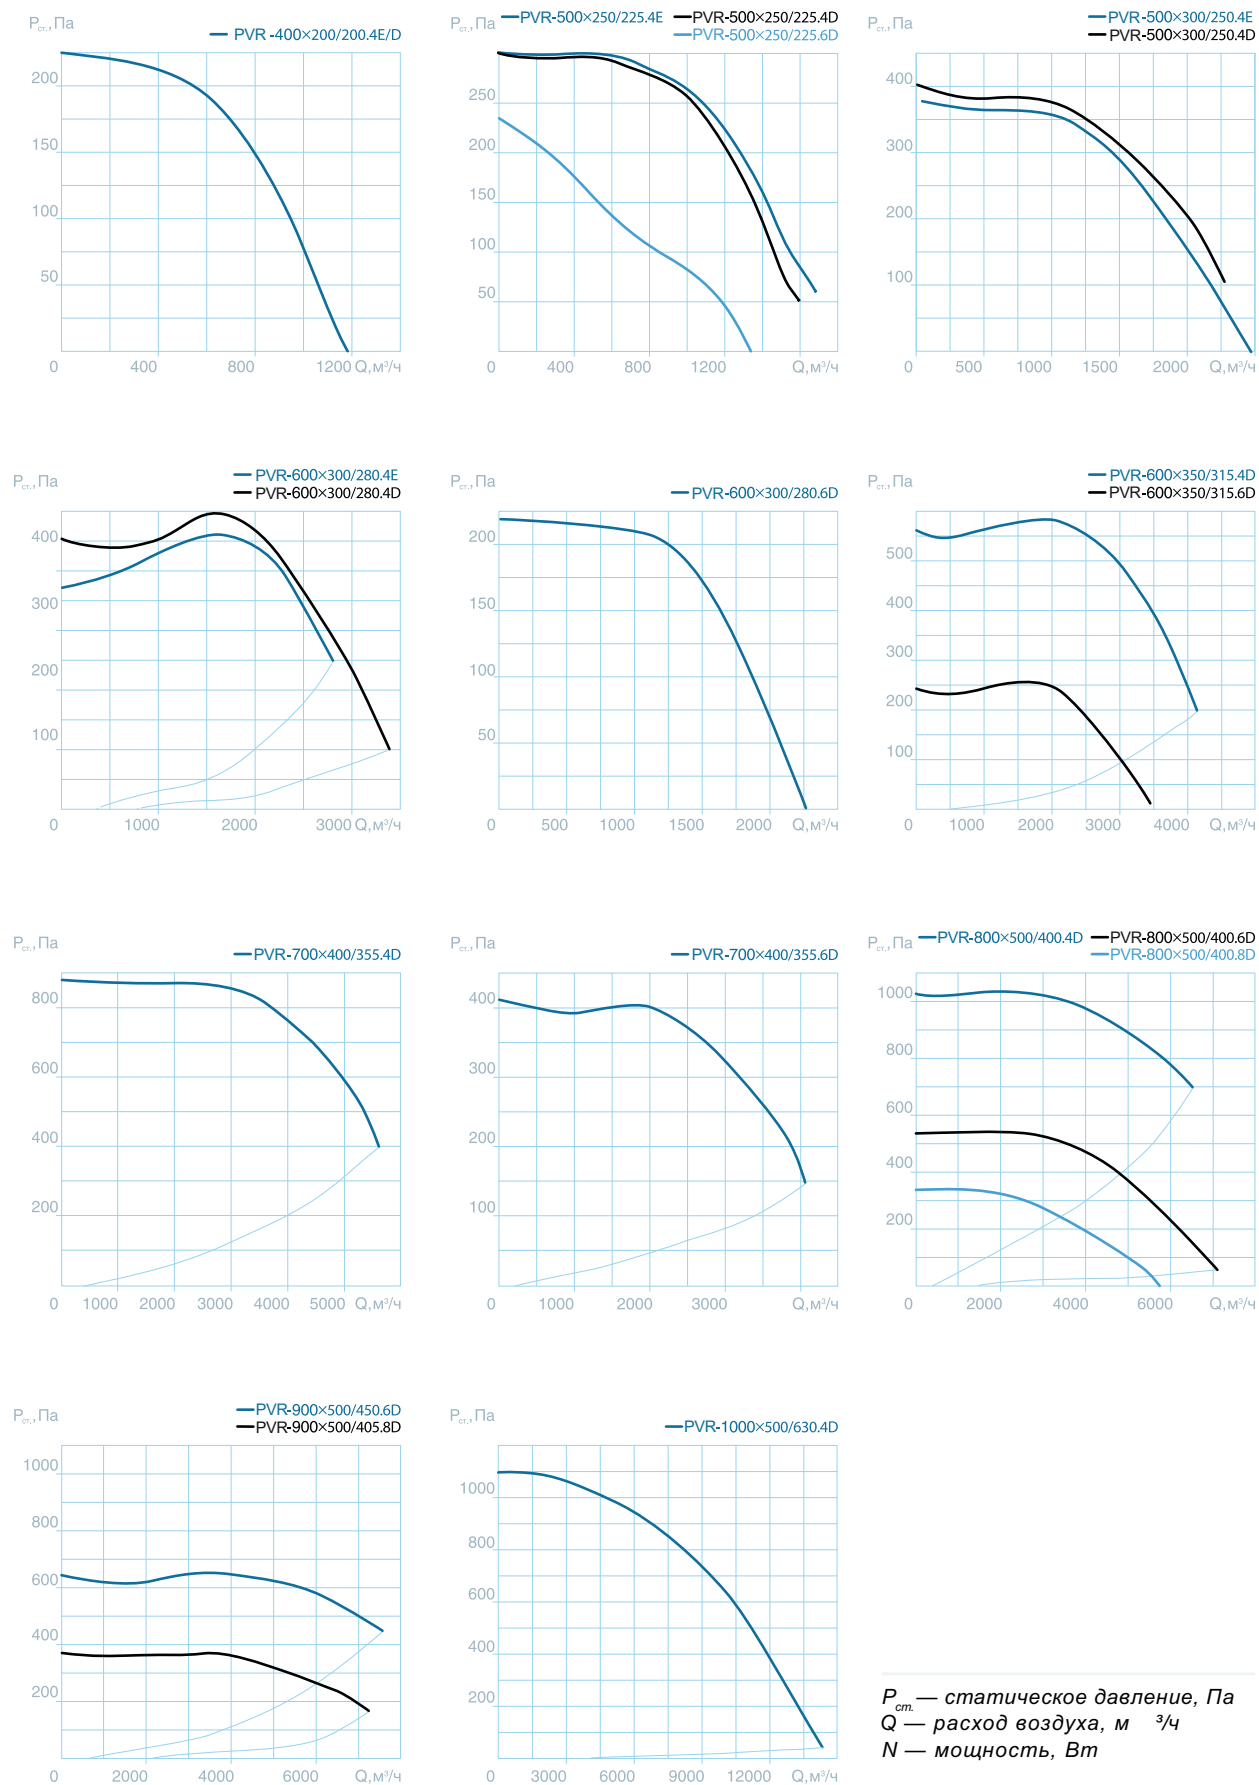 Pст., Па
PVR-400×200/200.4E/D
200
150
100
50
0 400 800 1200 Q, м³/ч
Pст., Па
PVR-500×250/225.4E PVR-500×250/225.4D
PVR-500×250/225.6D
250
200
150
100
50
0 400 800 1200 Q, м³/ч
Pст., Па
PVR-500×300/250.4E
PVR-500×300/250.4D
400
300
200
100
0 500 1000 1500 2000 Q, м³/ч
Pст., Па
PVR-600×300/280.4E
PVR-600×300/280.4D
400
300
200
100
0 1000 2000 3000 Q, м³/ч
Pст., Па
PVR-600×300/280.6D
200
150
100
50
0 500 1000 1500 2000 Q, м³/ч
Pст., Па
PVR-600×350/315.4D
PVR-600×350/315.6D
500
400
300
200
100
0 1000 2000 3000 4000 Q, м³/ч
Pст., Па
PVR-700×400/355.4D
800
600
400
200
0 1000 2000 3000 4000 5000 Q, м³/ч
Pст., Па
PVR-700×400/355.6D
400
300
200
100
0 1000 2000 3000 Q, м³/ч
Pст., Па
PVR-800×500/400.4D PVR-800×500/400.6D
PVR-800×500/400.8D
1000
800
600
400
200
0 2000 4000 6000 Q, м³/ч
Pст., Па
PVR-900×500/450.6D
PVR-900×500/405.8D
1000
800
600
400
200
0 2000 4000 6000 Q, м³/ч
Pст., Па
PVR-1000×500/630.4D
1000
800
600
400
200
0 3000 6000 9000 12000 Q, м³/ч
Pст. — статическое давление, Па
Q — расход воздуха, м ³/ч
N — мощность, Вт